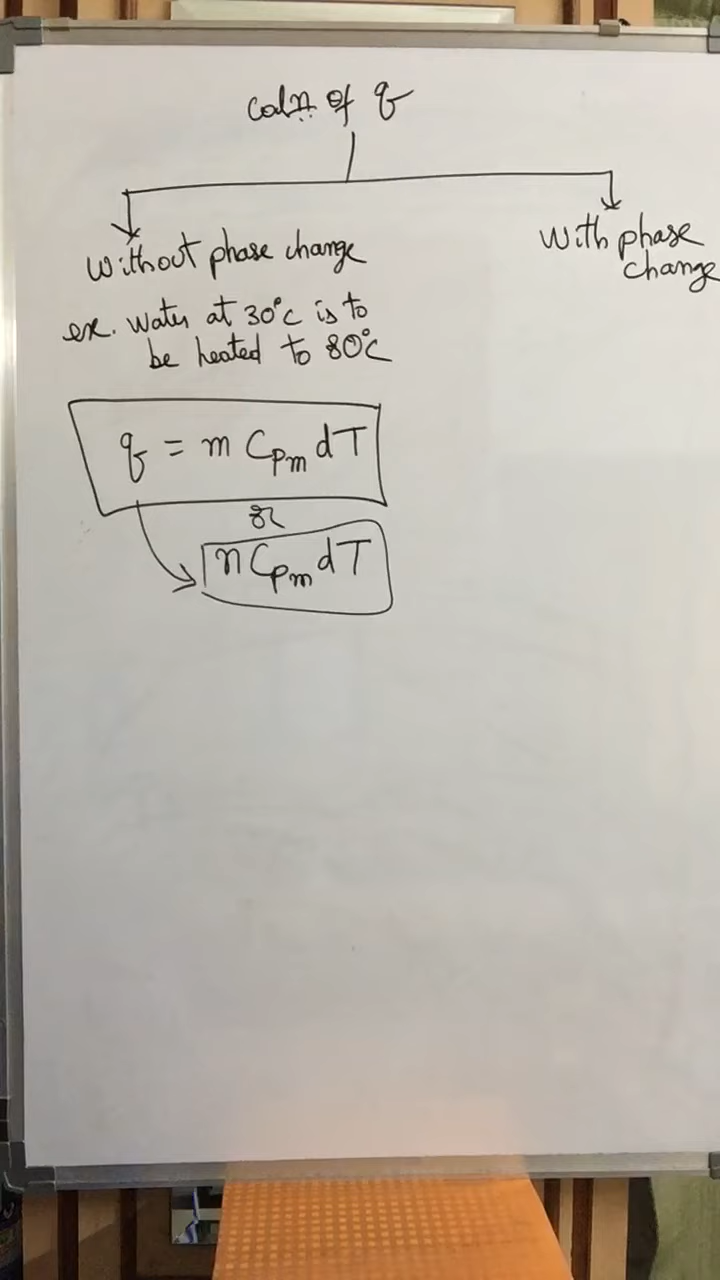 caln. of q
Without phase change
ex. Water at 30°C is to
be heated to 80°C
q = m Cpm dT
or
n Cpm dT
With phase
change